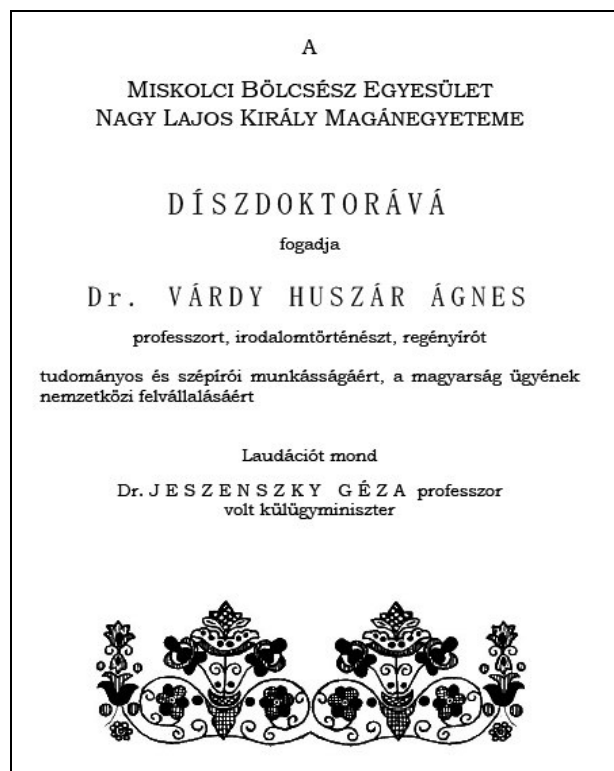 A
MISKOLCI BÖLCSÉSZ EGYESÜLET
NAGY LAJOS KIRÁLY MAGÁNEGYETEME
DÍSZDOKTORÁVÁ
fogadja
Dr. VÁRDY HUSZÁR ÁGNES
professzort, irodalomtörténészt, regényírót
tudományos és szépírói munkásságáért, a magyarság ügyének
nemzetközi felvállalásáért
Laudációt mond
Dr. JESZENSZKY GÉZA professzor
volt külügyminiszter